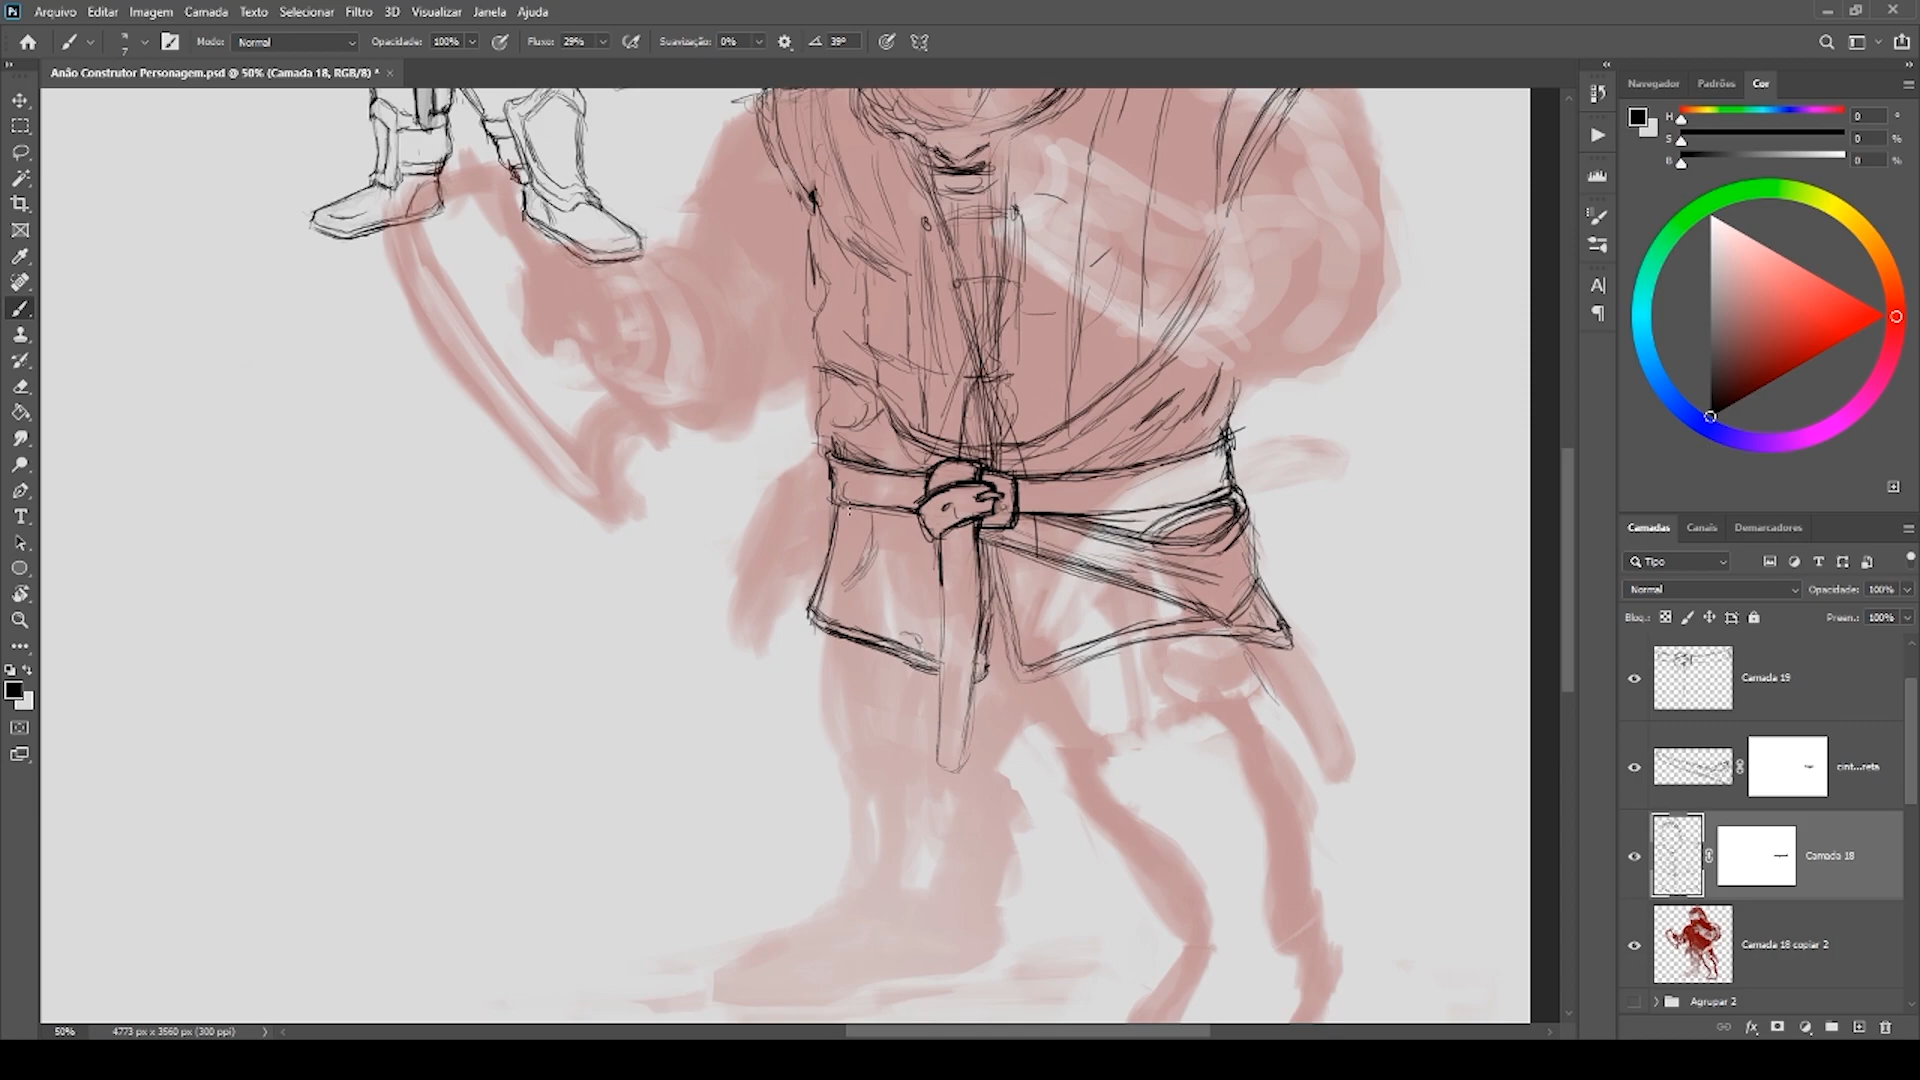 Ps Arquivo Editar Imagem Camada Texto Selecionar Filtro 3D Visualizar Janela Ajuda
7 Modo: Normal Opacidade: 100% Fluxo: 29% Suavização: 0% 39°
Anão Construtor Personagem.psd @ 50% (Camada 18, RGB/8) * ×
Navegador Padrões Cor
H 0 °
S 0 %
B 0 %
Camadas Canais Demarcadores
Tipo
Normal Opacidade: 100%
Bloq.: Preen.: 100%
Camada 19
cint...reta
Camada 18
Camada 18 copiar 2
Agrupar 2
50% 4773 px x 3560 px (300 ppi)